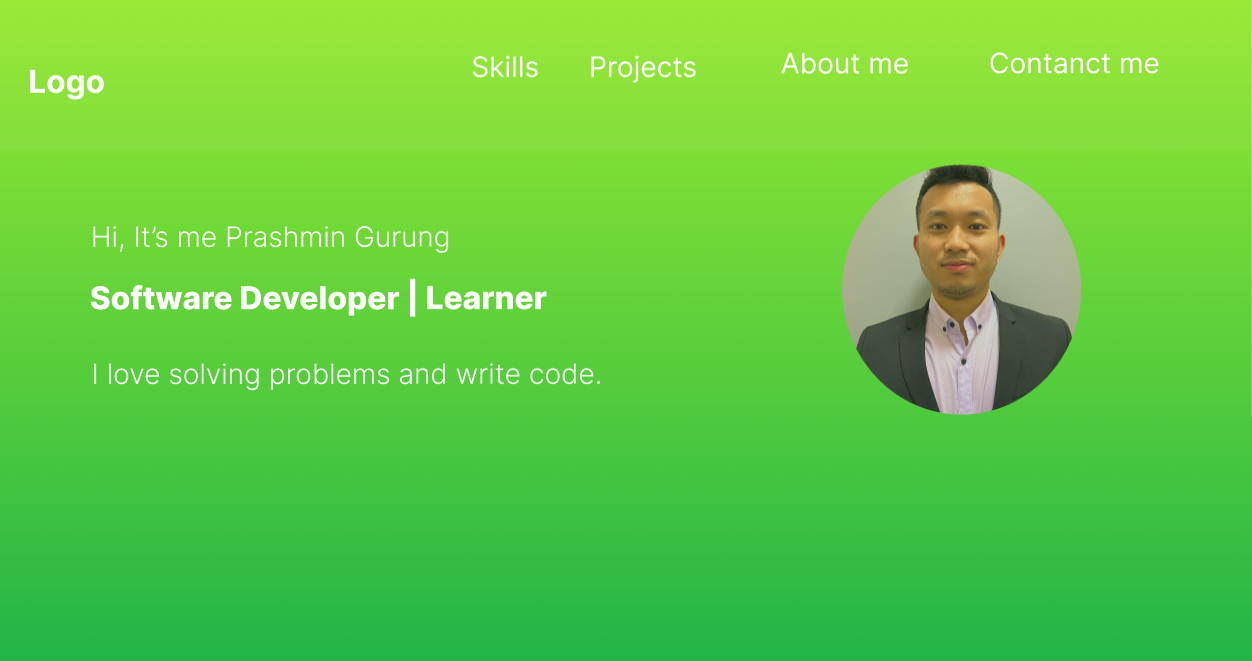 Logo
Skills Projects About me Contanct me
Hi, It’s me Prashmin Gurung
Software Developer | Learner
I love solving problems and write code.